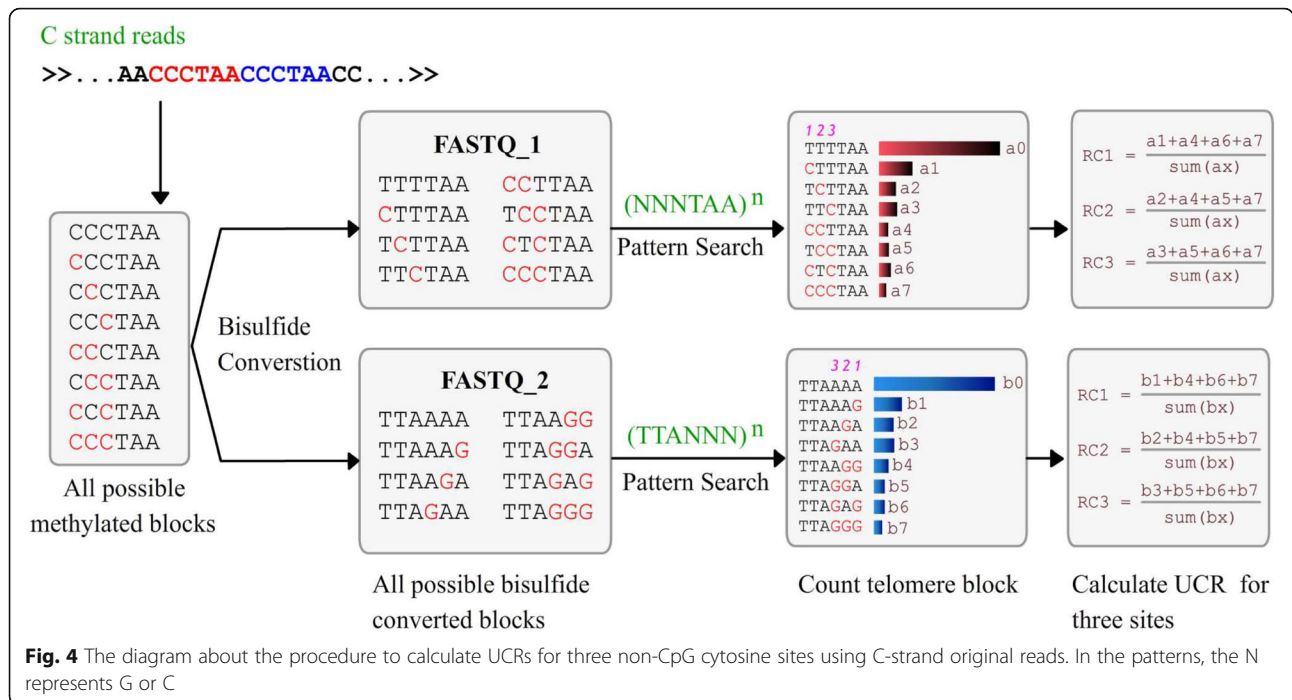 C strand reads
>>...AACCCTAACCCTAACC...>>
CCCTAA
CCCTAA
CCCTAA
CCCTAA
CCCTAA
CCCTAA
CCCTAA
CCCTAA
All possible
methylated blocks
Bisulfide
Converstion
FASTQ_1
TTTTAA CCTTAA
CTTTAA TCCTAA
TCTTAA CTCTAA
TTCTAA CCCTAA
(NNNTAA)ⁿ
Pattern Search
1 2 3
TTTTAA a0
CTTTAA a1
TCTTAA a2
TTCTAA a3
CCTTAA a4
TCCTAA a5
CTCTAA a6
CCCTAA a7
RC1 = a1+a4+a6+a7
sum(ax)
RC2 = a2+a4+a5+a7
sum(ax)
RC3 = a3+a5+a6+a7
sum(ax)
FASTQ_2
TTAAAA TTAAGG
TTAAAG TTAGGA
TTAAGA TTAGAG
TTAGAA TTAGGG
All possible bisulfide
converted blocks
(TTANNN)ⁿ
Pattern Search
3 2 1
TTAAAA b0
TTAAAG b1
TTAAGA b2
TTAGAA b3
TTAAGG b4
TTAGGA b5
TTAGAG b6
TTAGGG b7
Count telomere block
RC1 = b1+b4+b6+b7
sum(bx)
RC2 = b2+b4+b5+b7
sum(bx)
RC3 = b3+b5+b6+b7
sum(bx)
Calculate UCR for
three sites
Fig. 4 The diagram about the procedure to calculate UCRs for three non-CpG cytosine sites using C-strand original reads. In the patterns, the N
represents G or C